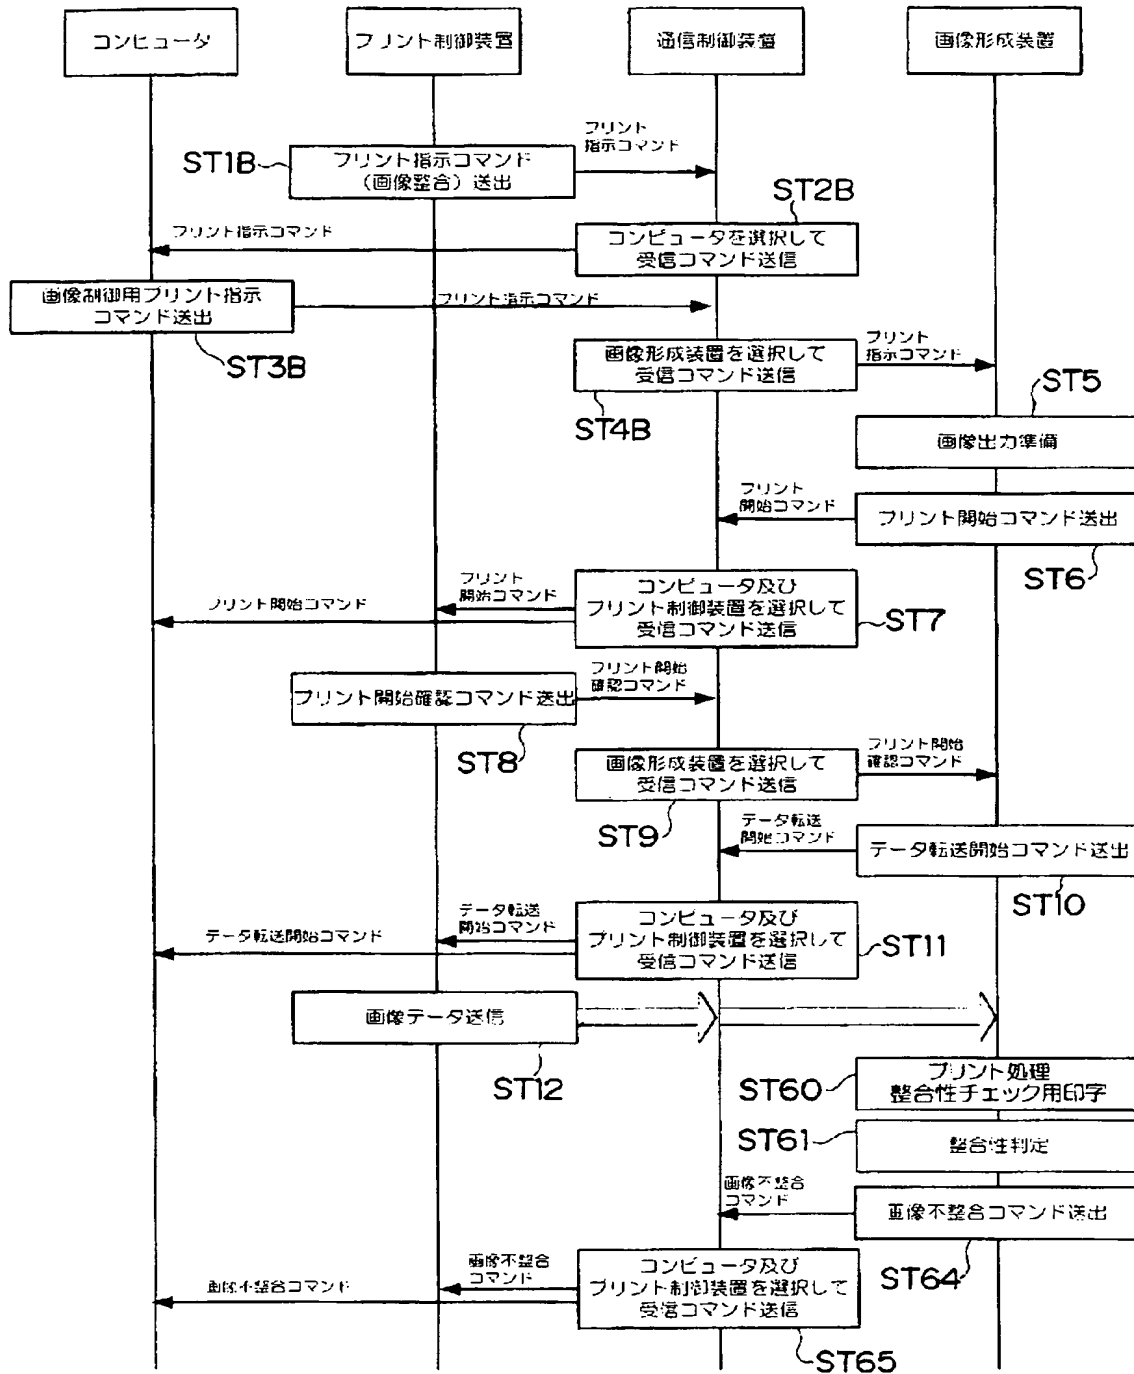 コンピュータ
プリント制御装置
通信制御装置
画像形成装置
プリント
指示コマンド
ST1B
プリント指示コマンド
(画像整合)送出
ST2B
プリント指示コマンド
コンピュータを選択して
受信コマンド送信
画像制御用プリント指示
コマンド送出
プリント指示コマンド
ST3B
プリント
指示コマンド
画像形成装置を選択して
受信コマンド送信
ST4B
ST5
画像出力準備
プリント
開始コマンド
プリント開始コマンド送出
ST6
プリント開始コマンド
プリント
開始コマンド
コンピュータ及び
プリント制御装置を選択して
受信コマンド送信
ST7
プリント開始確認コマンド送出
プリント開始
確認コマンド
ST8
画像形成装置を選択して
受信コマンド送信
プリント開始
確認コマンド
ST9
データ転送
開始コマンド
データ転送開始コマンド送出
ST10
データ転送開始コマンド
データ転送
開始コマンド
コンピュータ及び
プリント制御装置を選択して
受信コマンド送信
ST11
画像データ送信
ST12
ST60
プリント処理
整合性チェック用印字
ST61
整合性判定
画像不整合
コマンド
画像不整合コマンド送出
ST64
画像不整合コマンド
画像不整合
コマンド
コンピュータ及び
プリント制御装置を選択して
受信コマンド送信
ST65